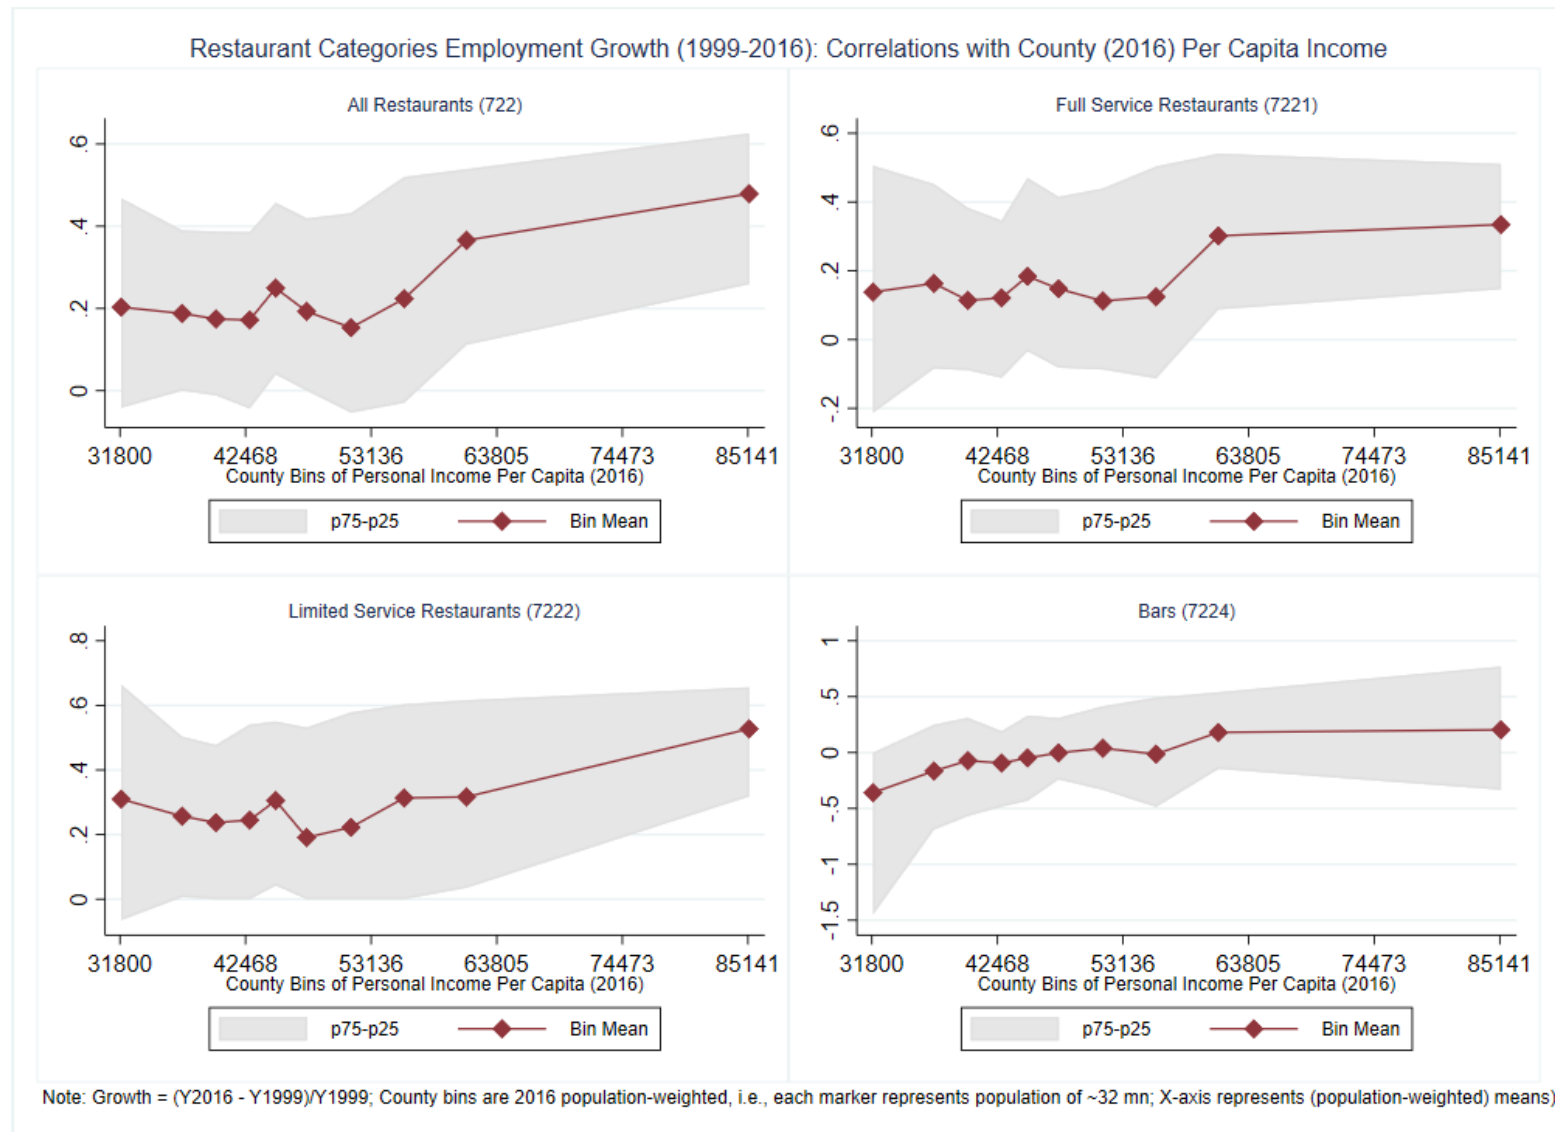 Restaurant Categories Employment Growth (1999-2016): Correlations with County (2016) Per Capita Income
All Restaurants (722)
.6
.4
.2
0
31800 42468 53136 63805 74473 85141
County Bins of Personal Income Per Capita (2016)
p75-p25 Bin Mean
Full Service Restaurants (7221)
.6
.4
.2
0
-.2
31800 42468 53136 63805 74473 85141
County Bins of Personal Income Per Capita (2016)
p75-p25 Bin Mean
Limited Service Restaurants (7222)
.8
.6
.4
.2
0
31800 42468 53136 63805 74473 85141
County Bins of Personal Income Per Capita (2016)
p75-p25 Bin Mean
Bars (7224)
1
.5
0
-.5
-1
-1.5
31800 42468 53136 63805 74473 85141
County Bins of Personal Income Per Capita (2016)
p75-p25 Bin Mean
Note: Growth = (Y2016 - Y1999)/Y1999; County bins are 2016 population-weighted, i.e., each marker represents population of ~32 mn; X-axis represents (population-weighted) means)